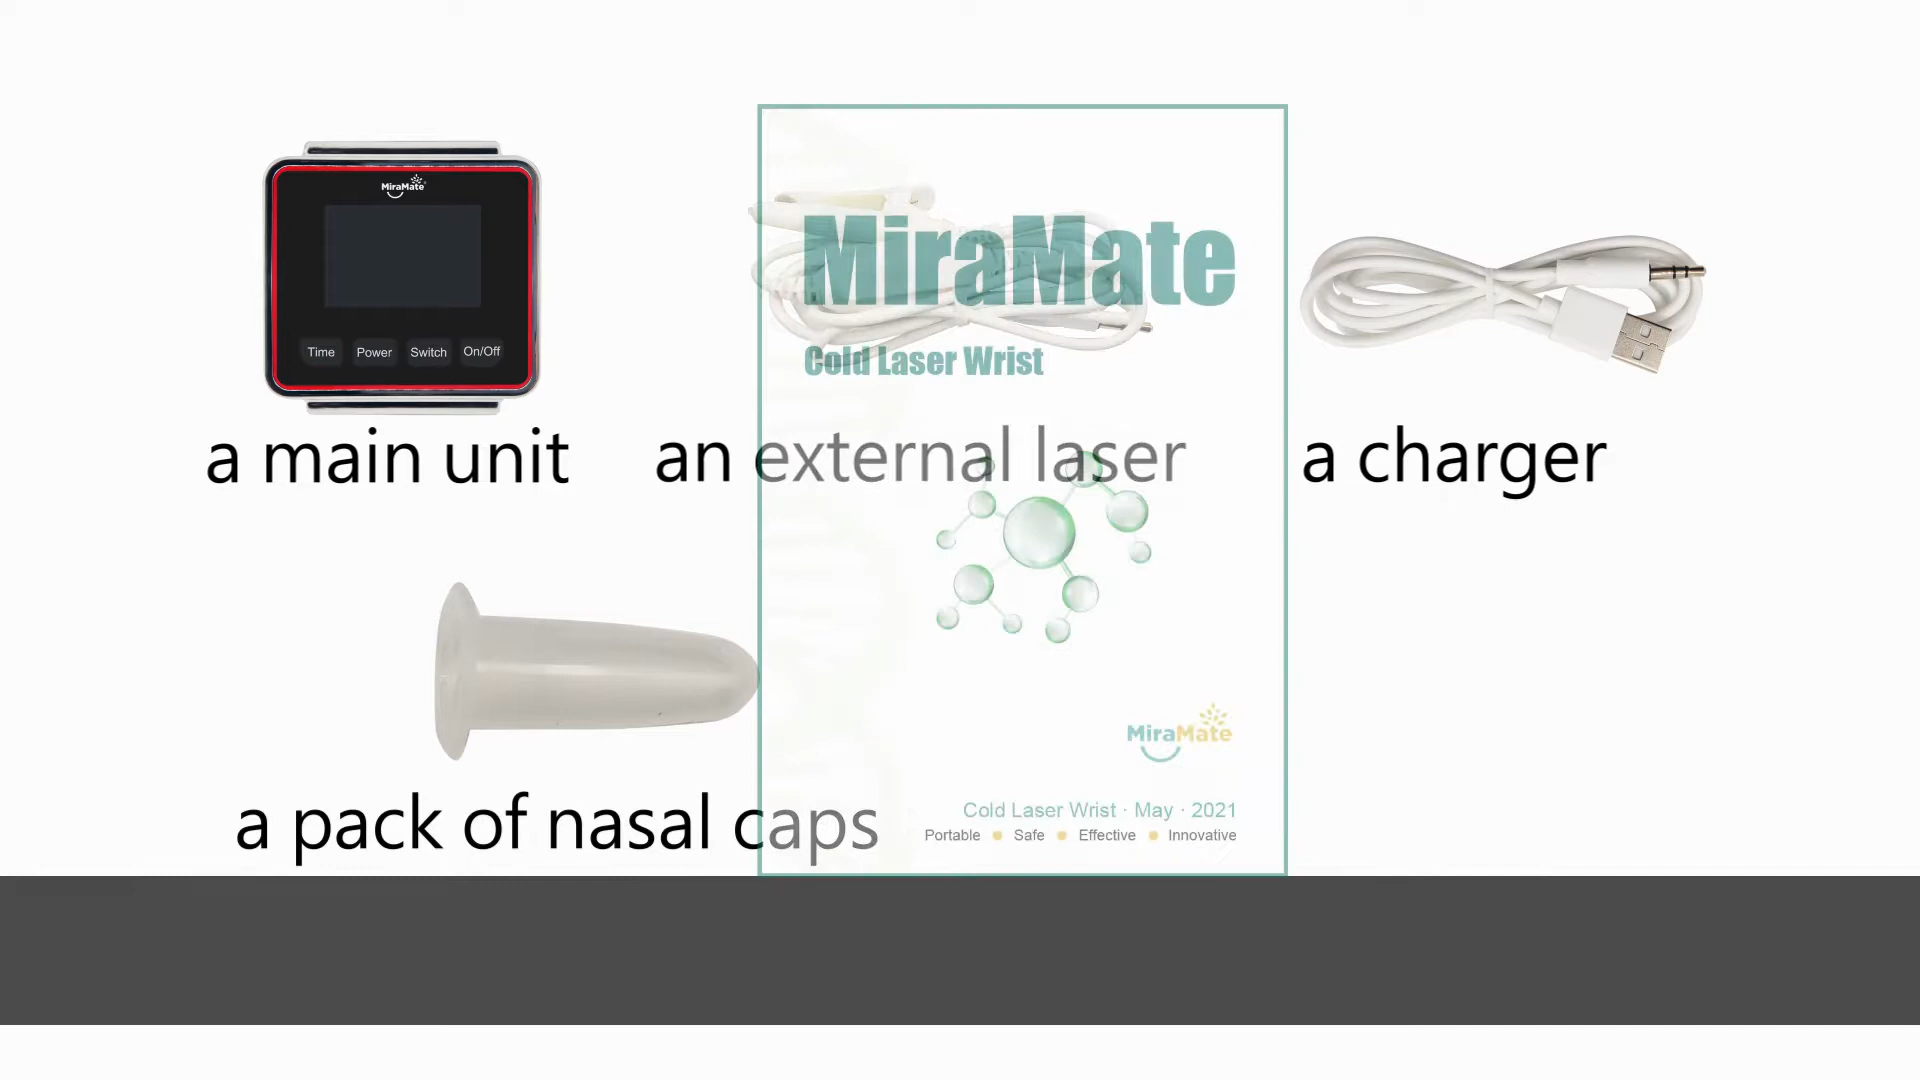 MiraMate
Time Power Switch On/Off
a main unit
MiraMate
Cold Laser Wrist
an external laser
a charger
a pack of nasal caps
MiraMate
Cold Laser Wrist · May · 2021
Portable Safe Effective Innovative